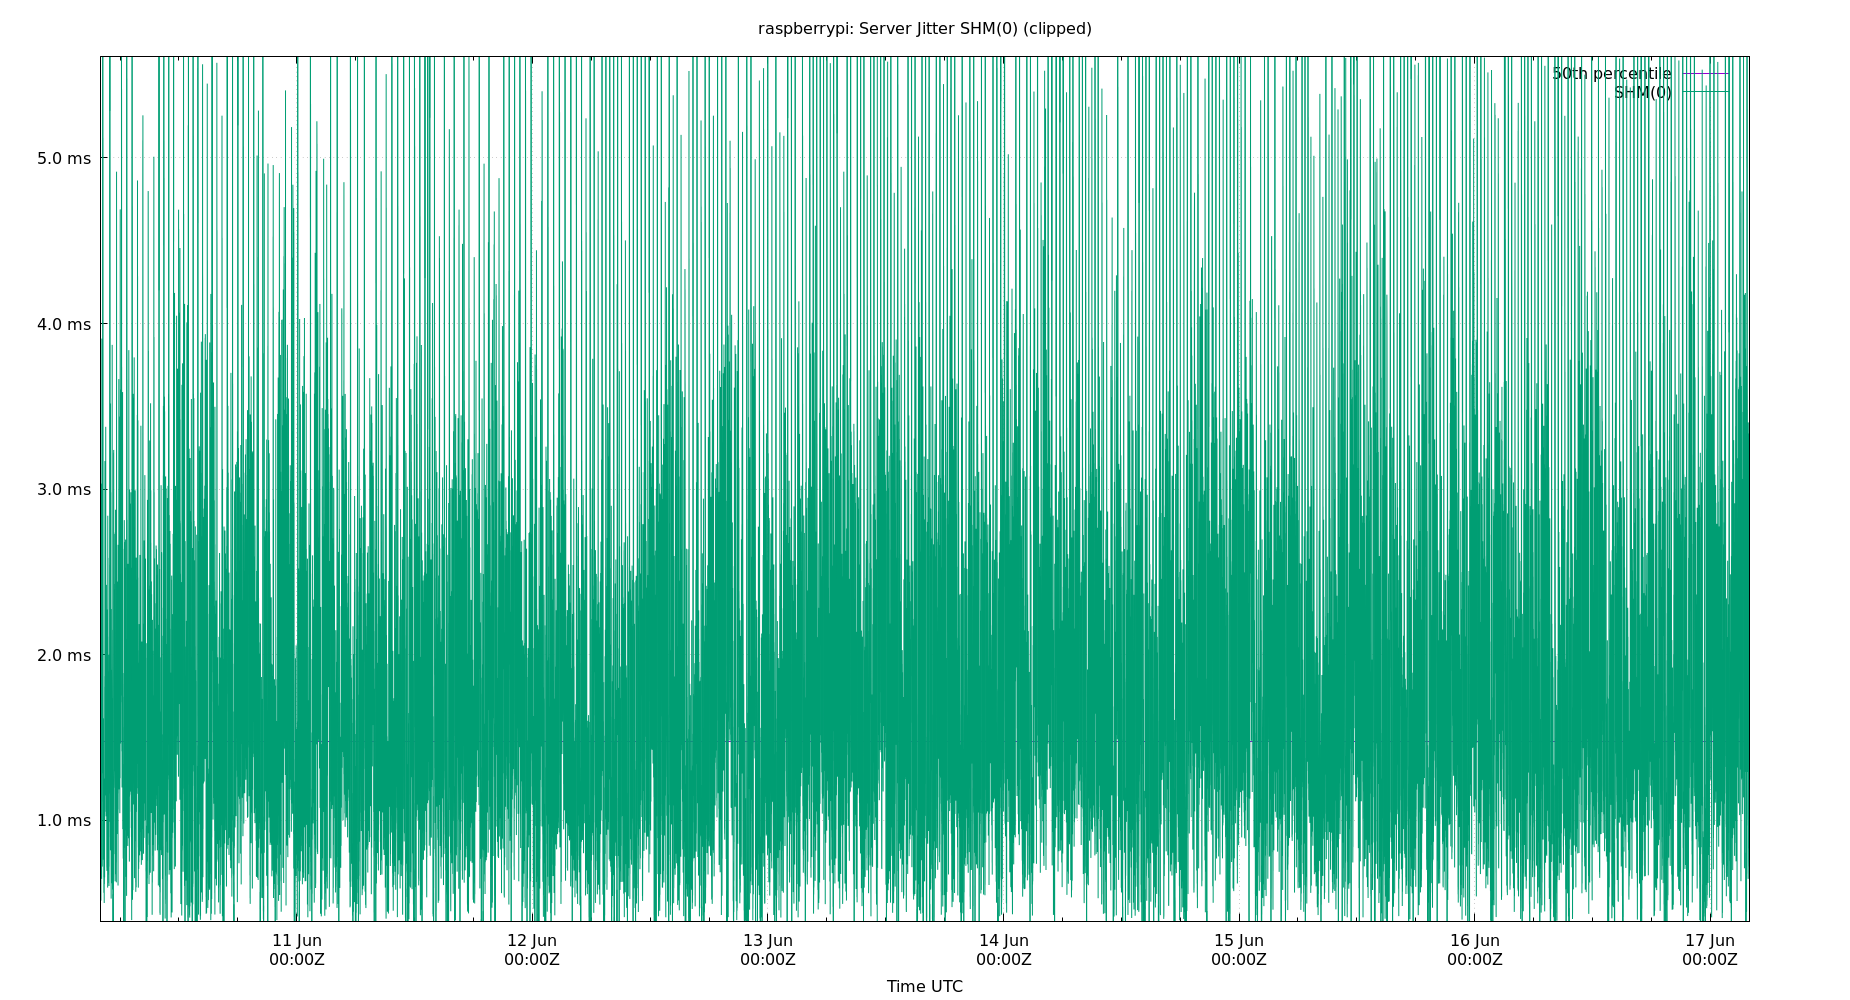 raspberrypi: Server Jitter SHM(0) (clipped)
50th percentile
SHM(0)
5.0 ms
4.0 ms
3.0 ms
2.0 ms
1.0 ms
11 Jun 12 Jun 13 Jun 14 Jun 15 Jun 16 Jun 17 Jun
00:00Z 00:00Z 00:00Z 00:00Z 00:00Z 00:00Z 00:00Z
Time UTC